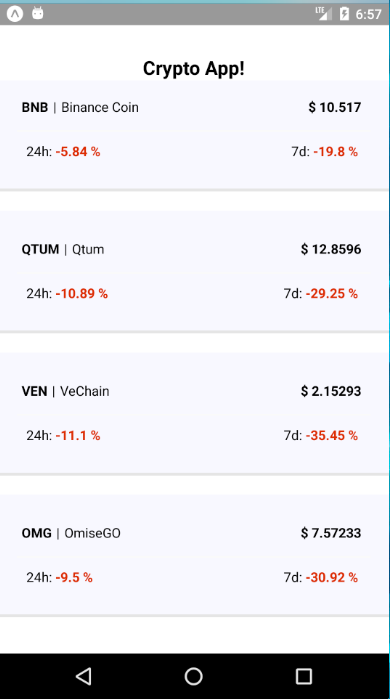 LTE 6:57
Crypto App!
BNB | Binance Coin $ 10.517
24h: -5.84 % 7d: -19.8 %
QTUM | Qtum $ 12.8596
24h: -10.89 % 7d: -29.25 %
VEN | VeChain $ 2.15293
24h: -11.1 % 7d: -35.45 %
OMG | OmiseGO $ 7.57233
24h: -9.5 % 7d: -30.92 %